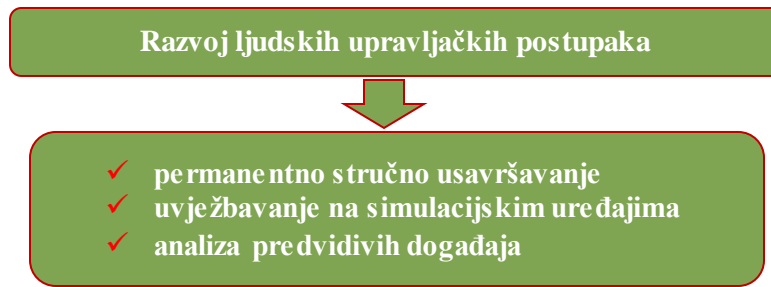 Razvoj ljudskih upravljačkih postupaka
✓ permanentno stručno usavršavanje
✓ uvježbavanje na simulacijskim uređajima
✓ analiza predvidivih događaja